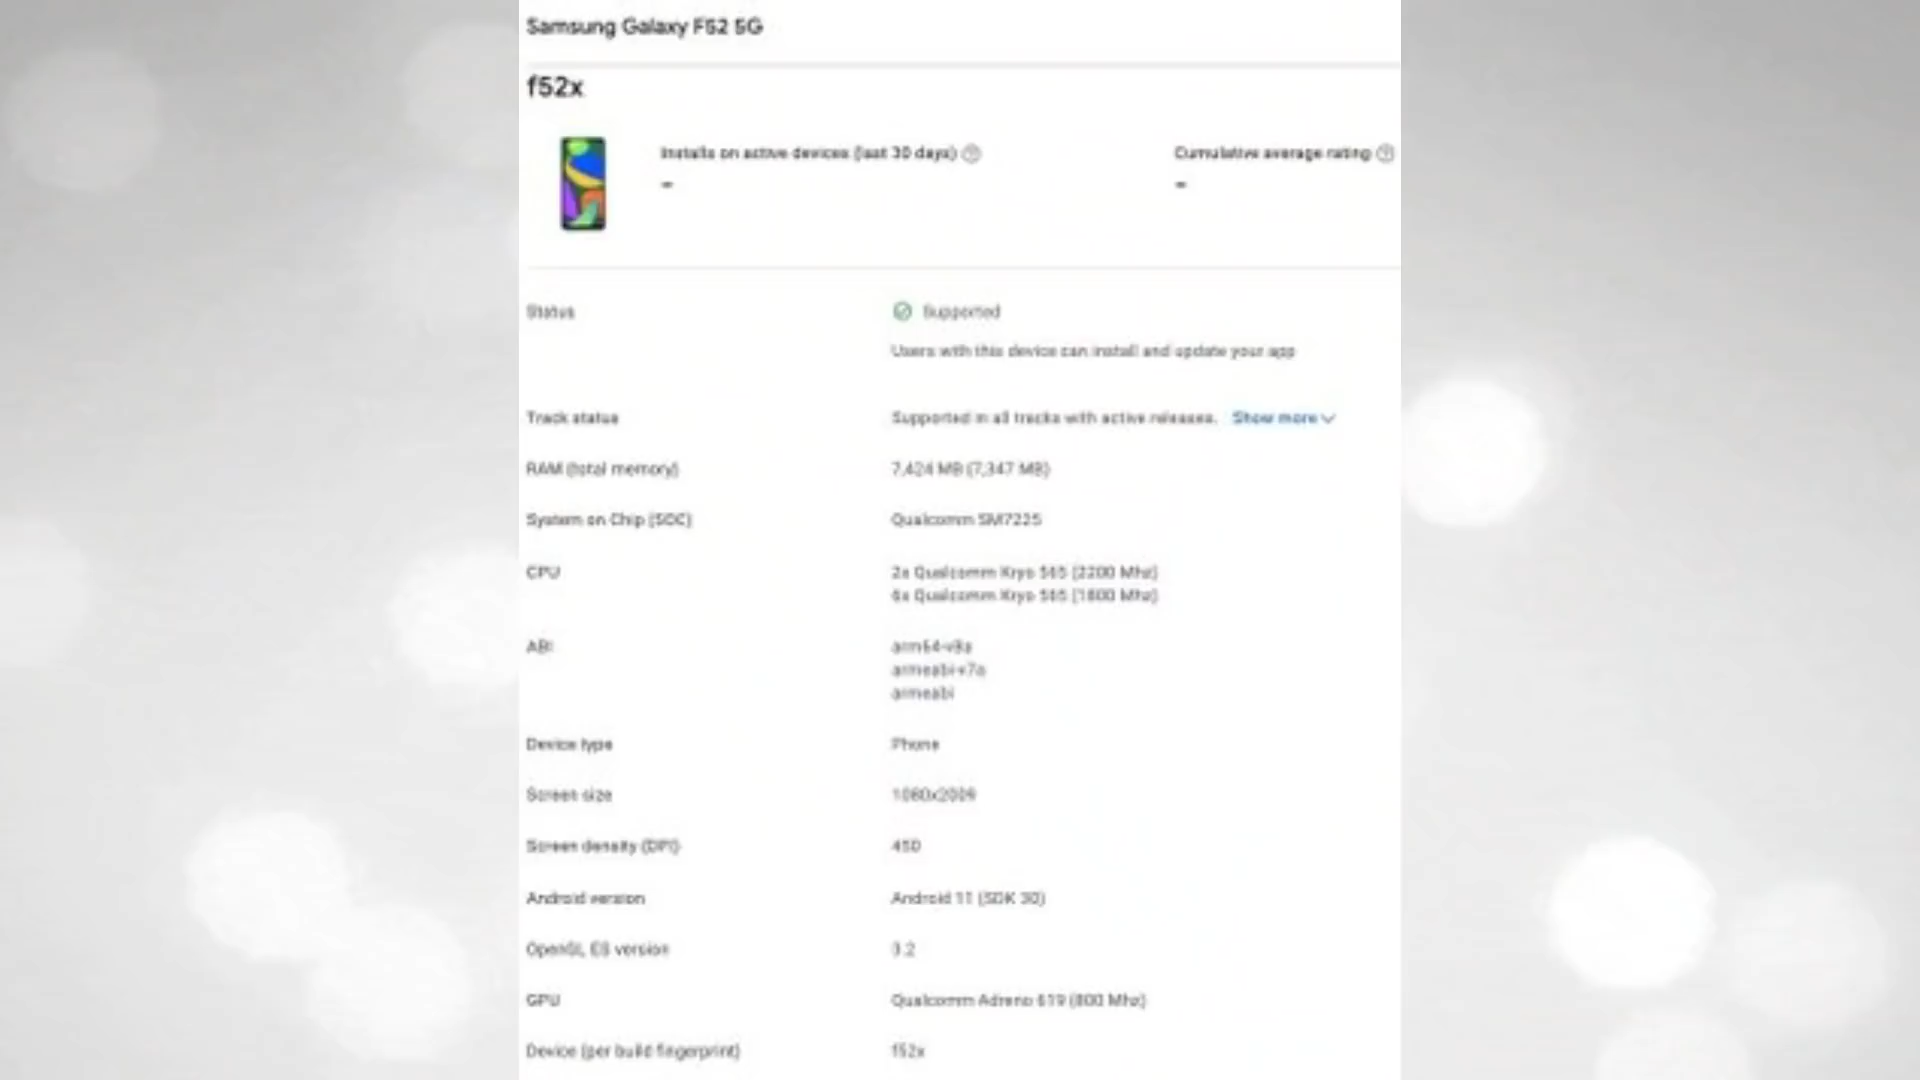 Samsung Galaxy F52 5G
f52x
Installs on active devices (last 30 days)
Cumulative average rating
-
-
Status
Supported
Users with this device can install and update your app
Track status
Supported in all tracks with active releases. Show more
RAM (total memory)
7,424 MB (7,347 MB)
System on Chip (SOC)
Qualcomm SM7225
CPU
2x Qualcomm Kryo 565 (2200 Mhz)
6x Qualcomm Kryo 565 (1800 Mhz)
ABI
arm64-v8a
armeabi-v7a
armeabi
Device type
Phone
Screen size
1080x2009
Screen density (DPI)
450
Android version
Android 11 (SDK 30)
OpenGL ES version
3.2
GPU
Qualcomm Adreno 619 (800 Mhz)
Device (per build fingerprint)
f52x